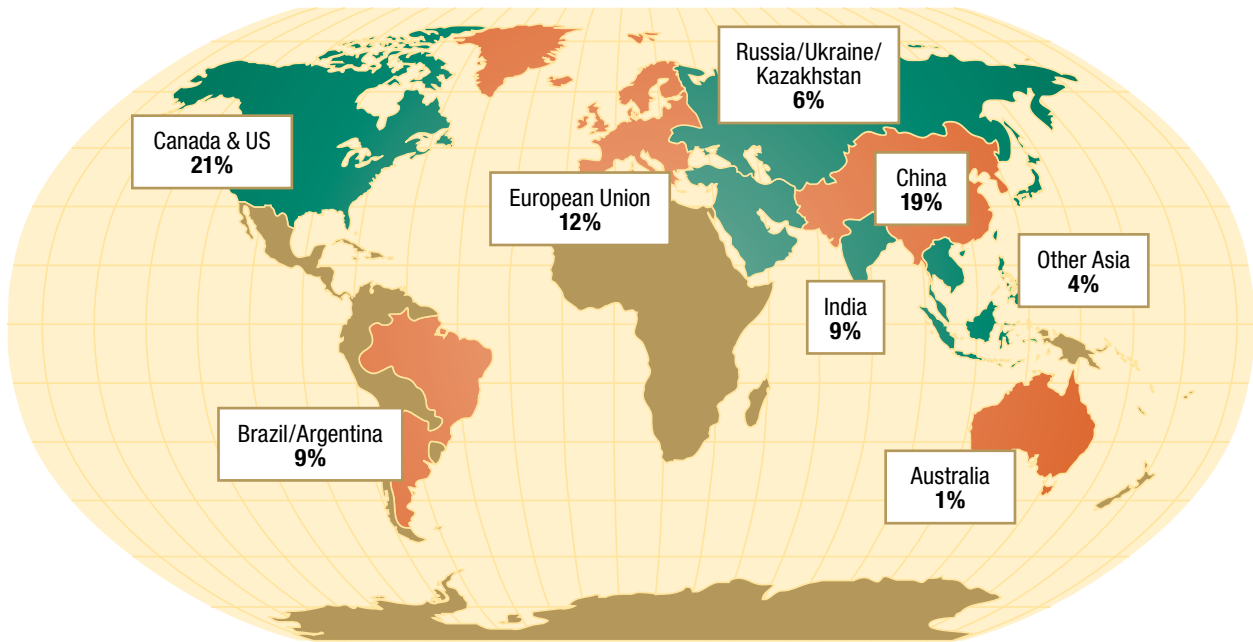 Russia/Ukraine/
Kazakhstan
6%
Canada & US
21%
China
19%
European Union
12%
Other Asia
4%
India
9%
Brazil/Argentina
9%
Australia
1%